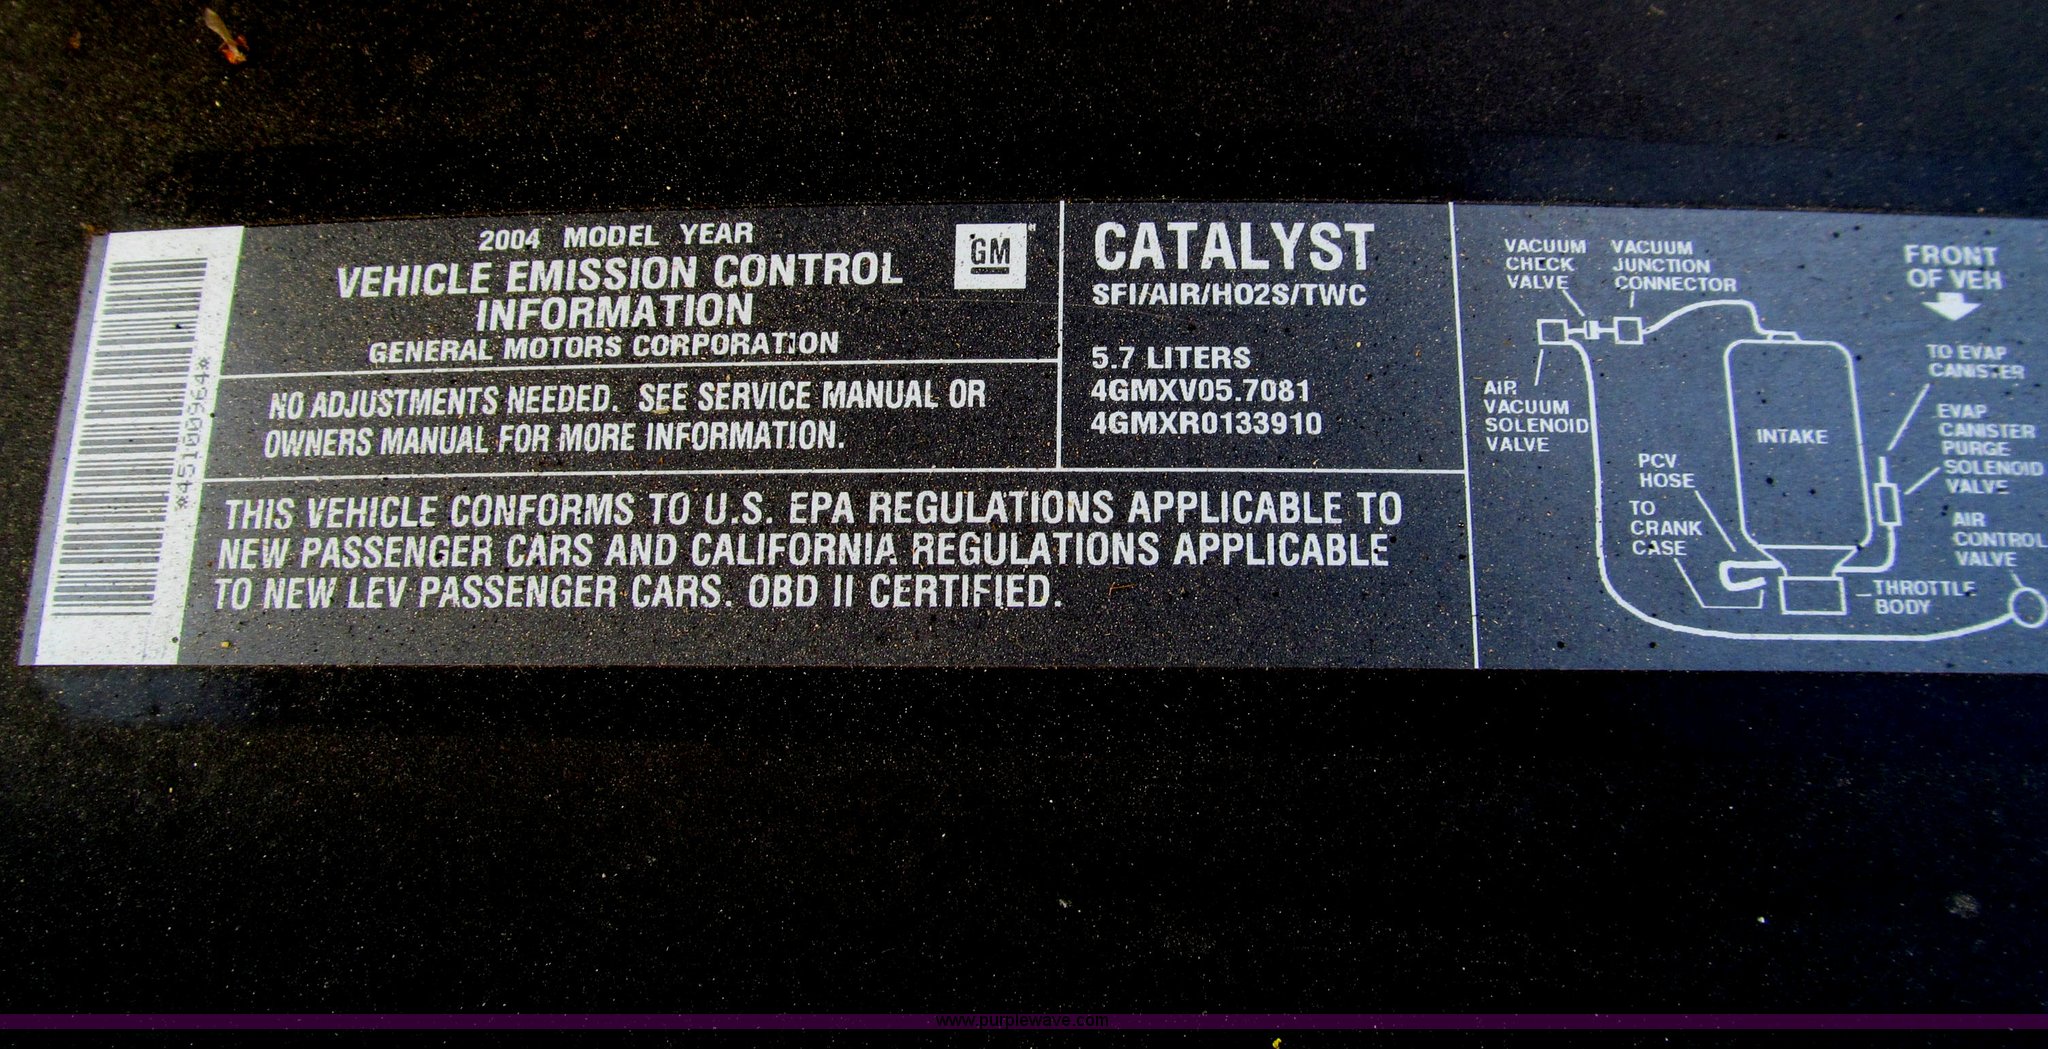 *45100964*
2004 MODEL YEAR
VEHICLE EMISSION CONTROL
INFORMATION
GENERAL MOTORS CORPORATION
GM
NO ADJUSTMENTS NEEDED. SEE SERVICE MANUAL OR
OWNERS MANUAL FOR MORE INFORMATION.
CATALYST
SFI/AIR/HO2S/TWC
5.7 LITERS
4GMXV05.7081
4GMXR0133910
THIS VEHICLE CONFORMS TO U.S. EPA REGULATIONS APPLICABLE TO
NEW PASSENGER CARS AND CALIFORNIA REGULATIONS APPLICABLE
TO NEW LEV PASSENGER CARS. OBD II CERTIFIED.
VACUUM
CHECK
VALVE
VACUUM
JUNCTION
CONNECTOR
FRONT
OF VEH
TO EVAP
CANISTER
AIR
VACUUM
SOLENOID
VALVE
INTAKE
EVAP
CANISTER
PURGE
SOLENOID
VALVE
PCV
HOSE
TO
CRANK
CASE
AIR
CONTROL
VALVE
THROTTLE
BODY
www.purplewave.com